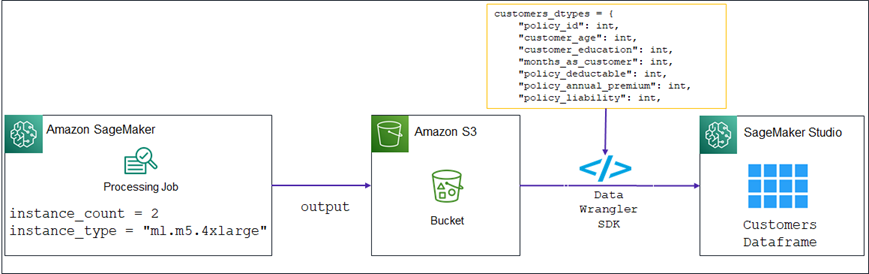 customers_dtypes = {
"policy_id": int,
"customer_age": int,
"customer_education": int,
"months_as_customer": int,
"policy_deductable": int,
"policy_annual_premium": int,
"policy_liability": int,
Amazon SageMaker
Processing Job
instance_count = 2
instance_type = "ml.m5.4xlarge"
output
Amazon S3
Bucket
Data
Wrangler
SDK
SageMaker Studio
Customers
Dataframe